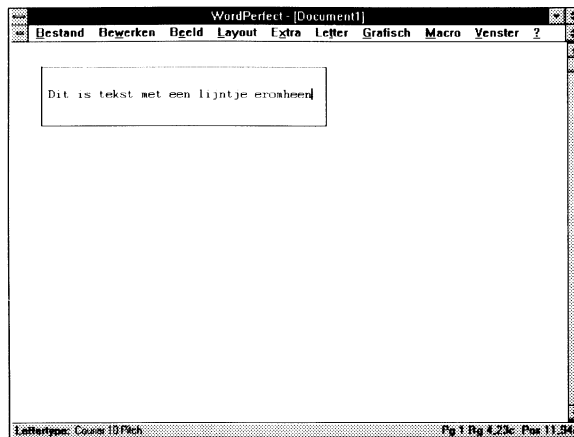 WordPerfect - [Document1]
Bestand Bewerken Beeld Layout Extra Letter Grafisch Macro Venster ?
Dit is tekst met een lijntje eromheen
Lettertype: Courier 10 Pitch Pg 1 Rg 4,23c Pos 11,94